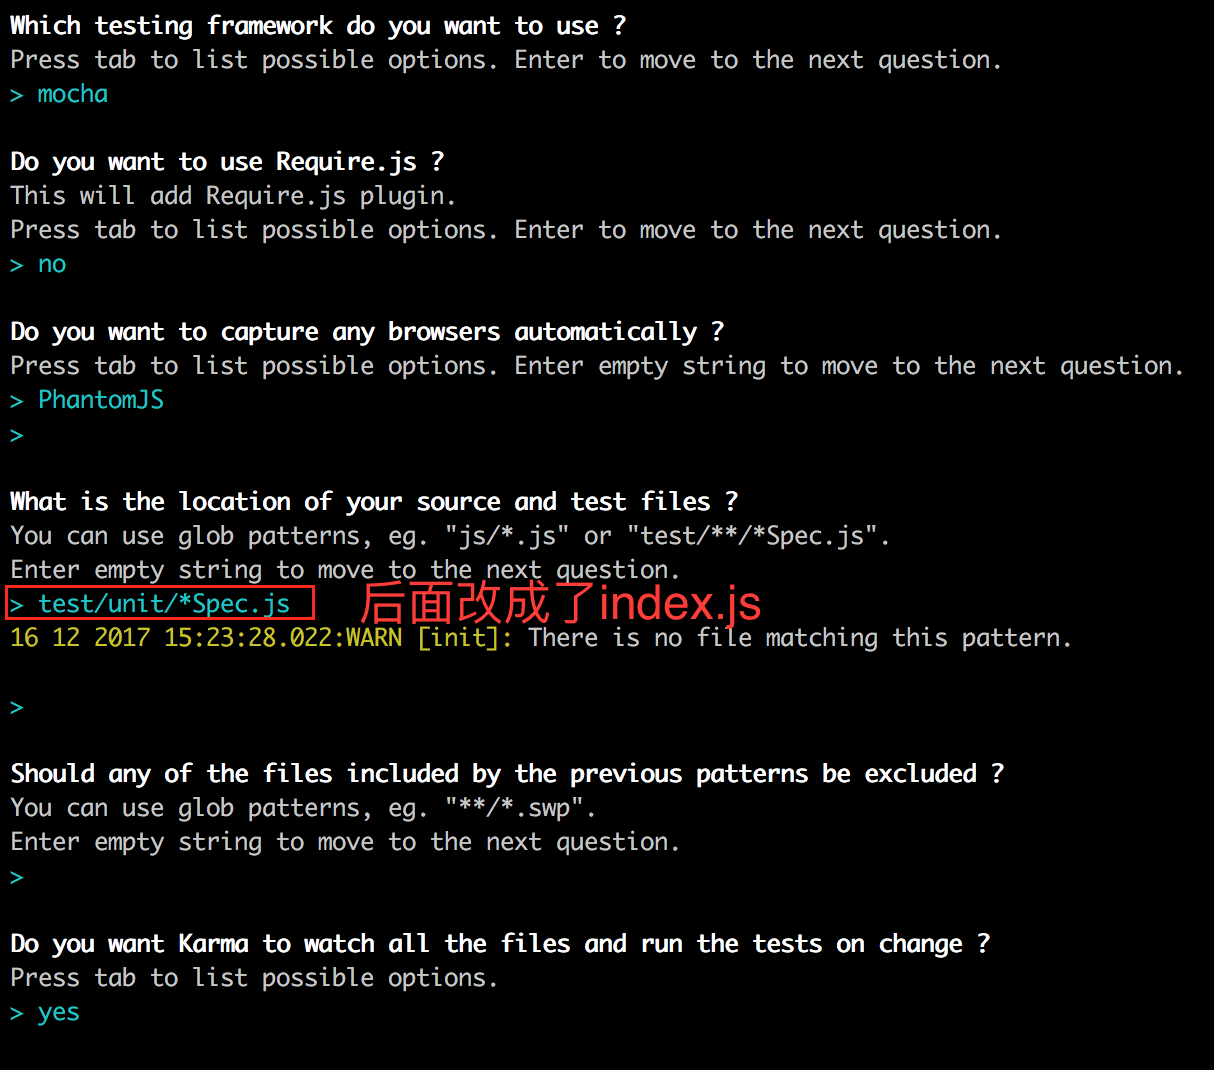 Which testing framework do you want to use ?
Press tab to list possible options. Enter to move to the next question.
> mocha
Do you want to use Require.js ?
This will add Require.js plugin.
Press tab to list possible options. Enter to move to the next question.
> no
Do you want to capture any browsers automatically ?
Press tab to list possible options. Enter empty string to move to the next question.
> PhantomJS
>
What is the location of your source and test files ?
You can use glob patterns, eg. "js/*.js" or "test/**/*Spec.js".
Enter empty string to move to the next question.
> test/unit/*Spec.js 后面改成了index.js
16 12 2017 15:23:28.022:WARN [init]: There is no file matching this pattern.
>
Should any of the files included by the previous patterns be excluded ?
You can use glob patterns, eg. "**/*.swp".
Enter empty string to move to the next question.
>
Do you want Karma to watch all the files and run the tests on change ?
Press tab to list possible options.
> yes